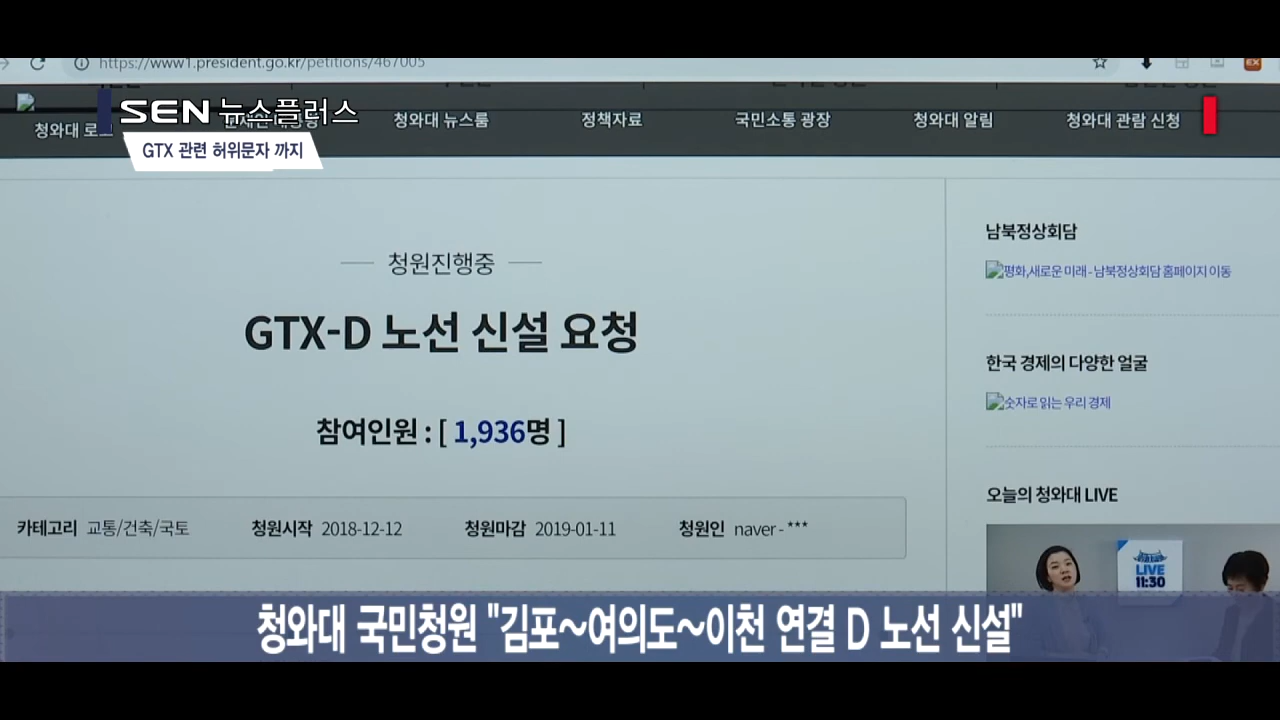 https://www1.president.go.kr/petitions/467005
SEN 뉴스플러스
GTX 관련 허위문자 까지
청와대 로고
청와대 뉴스룸
정책자료
국민소통 광장
청와대 알림
청와대 관람 신청
청원진행중
GTX-D 노선 신설 요청
참여인원 : [ 1,936명 ]
카테고리 교통/건축/국토 청원시작 2018-12-12 청원마감 2019-01-11 청원인 naver - ***
남북정상회담
평화,새로운 미래 - 남북정상회담 홈페이지 이동
한국 경제의 다양한 얼굴
숫자로 읽는 우리 경제
오늘의 청와대 LIVE
LIVE
11:30
청와대 국민청원 "김포~여의도~이천 연결 D 노선 신설"